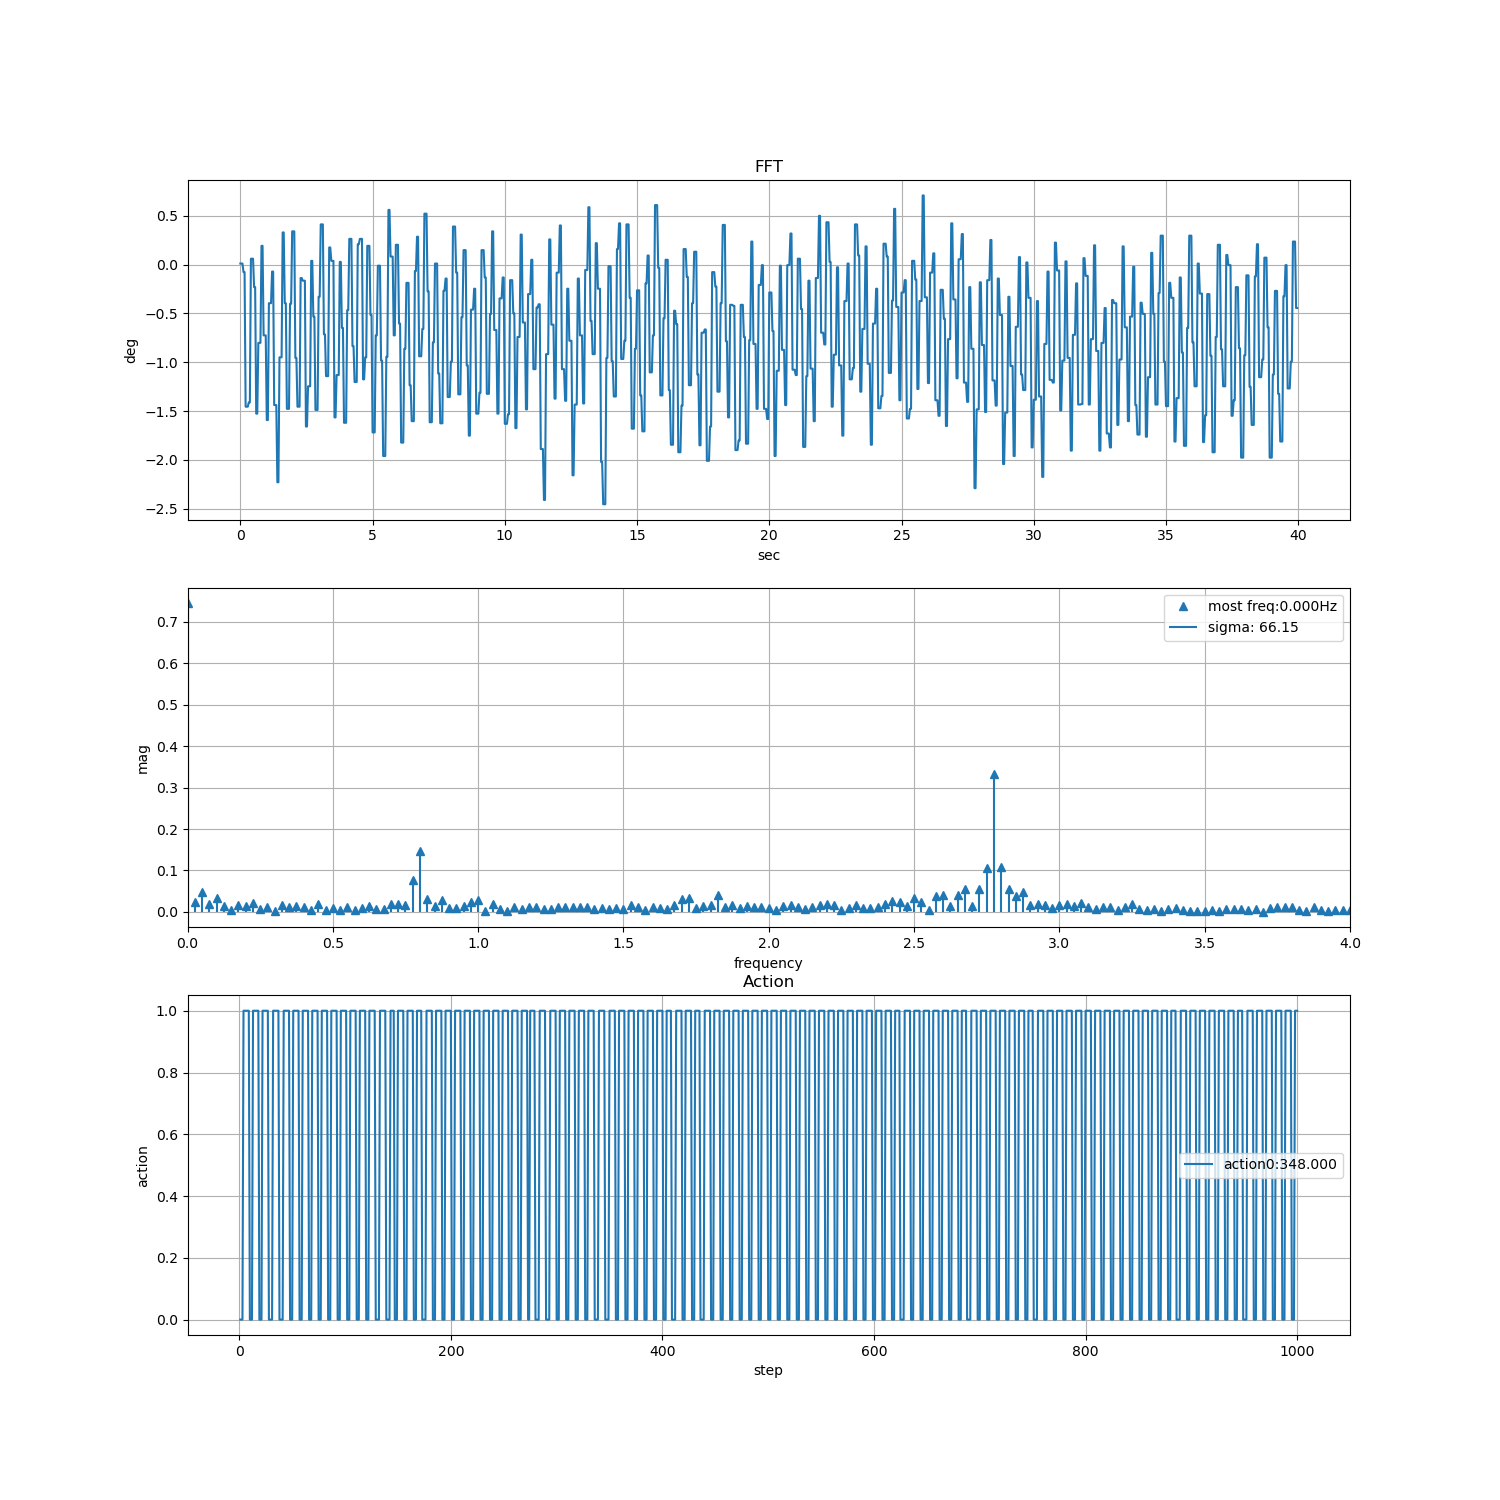 FFT
0.5
0.0
−0.5
−1.0
−1.5
−2.0
−2.5
deg
0 5 10 15 20 25 30 35 40
sec
0.7
0.6
0.5
0.4
0.3
0.2
0.1
0.0
mag
most freq:0.000Hz
sigma: 66.15
0.0 0.5 1.0 1.5 2.0 2.5 3.0 3.5 4.0
frequency
Action
1.0
0.8
0.6
0.4
0.2
0.0
action
action0:348.000
0 200 400 600 800 1000
step